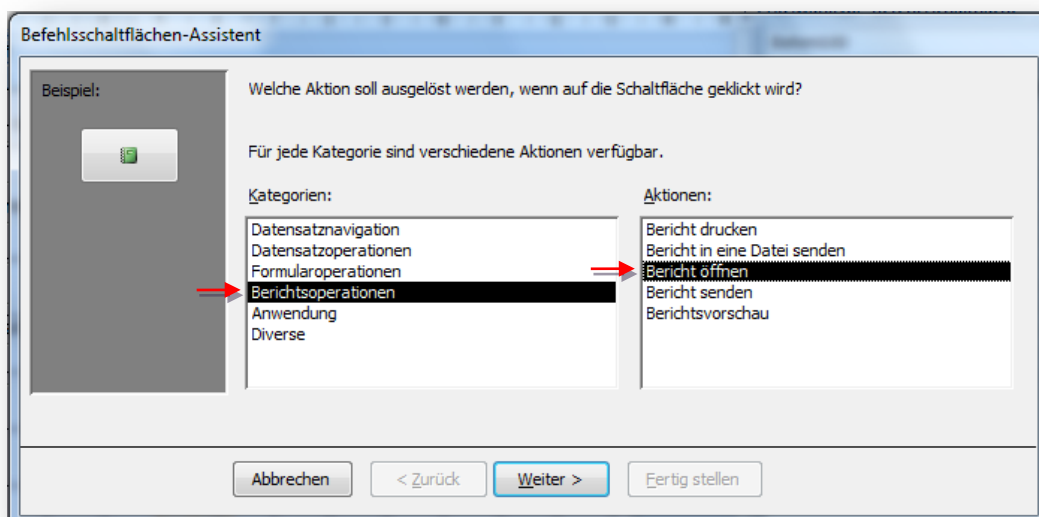 Befehlsschaltflächen-Assistent
Beispiel:
Welche Aktion soll ausgelöst werden, wenn auf die Schaltfläche geklickt wird?
Für jede Kategorie sind verschiedene Aktionen verfügbar.
Kategorien:
Datensatznavigation
Datensatzoperationen
Formularoperationen
Berichtsoperationen
Anwendung
Diverse
Aktionen:
Bericht drucken
Bericht in eine Datei senden
Bericht öffnen
Bericht senden
Berichtsvorschau
Abbrechen
< Zurück
Weiter >
Fertig stellen